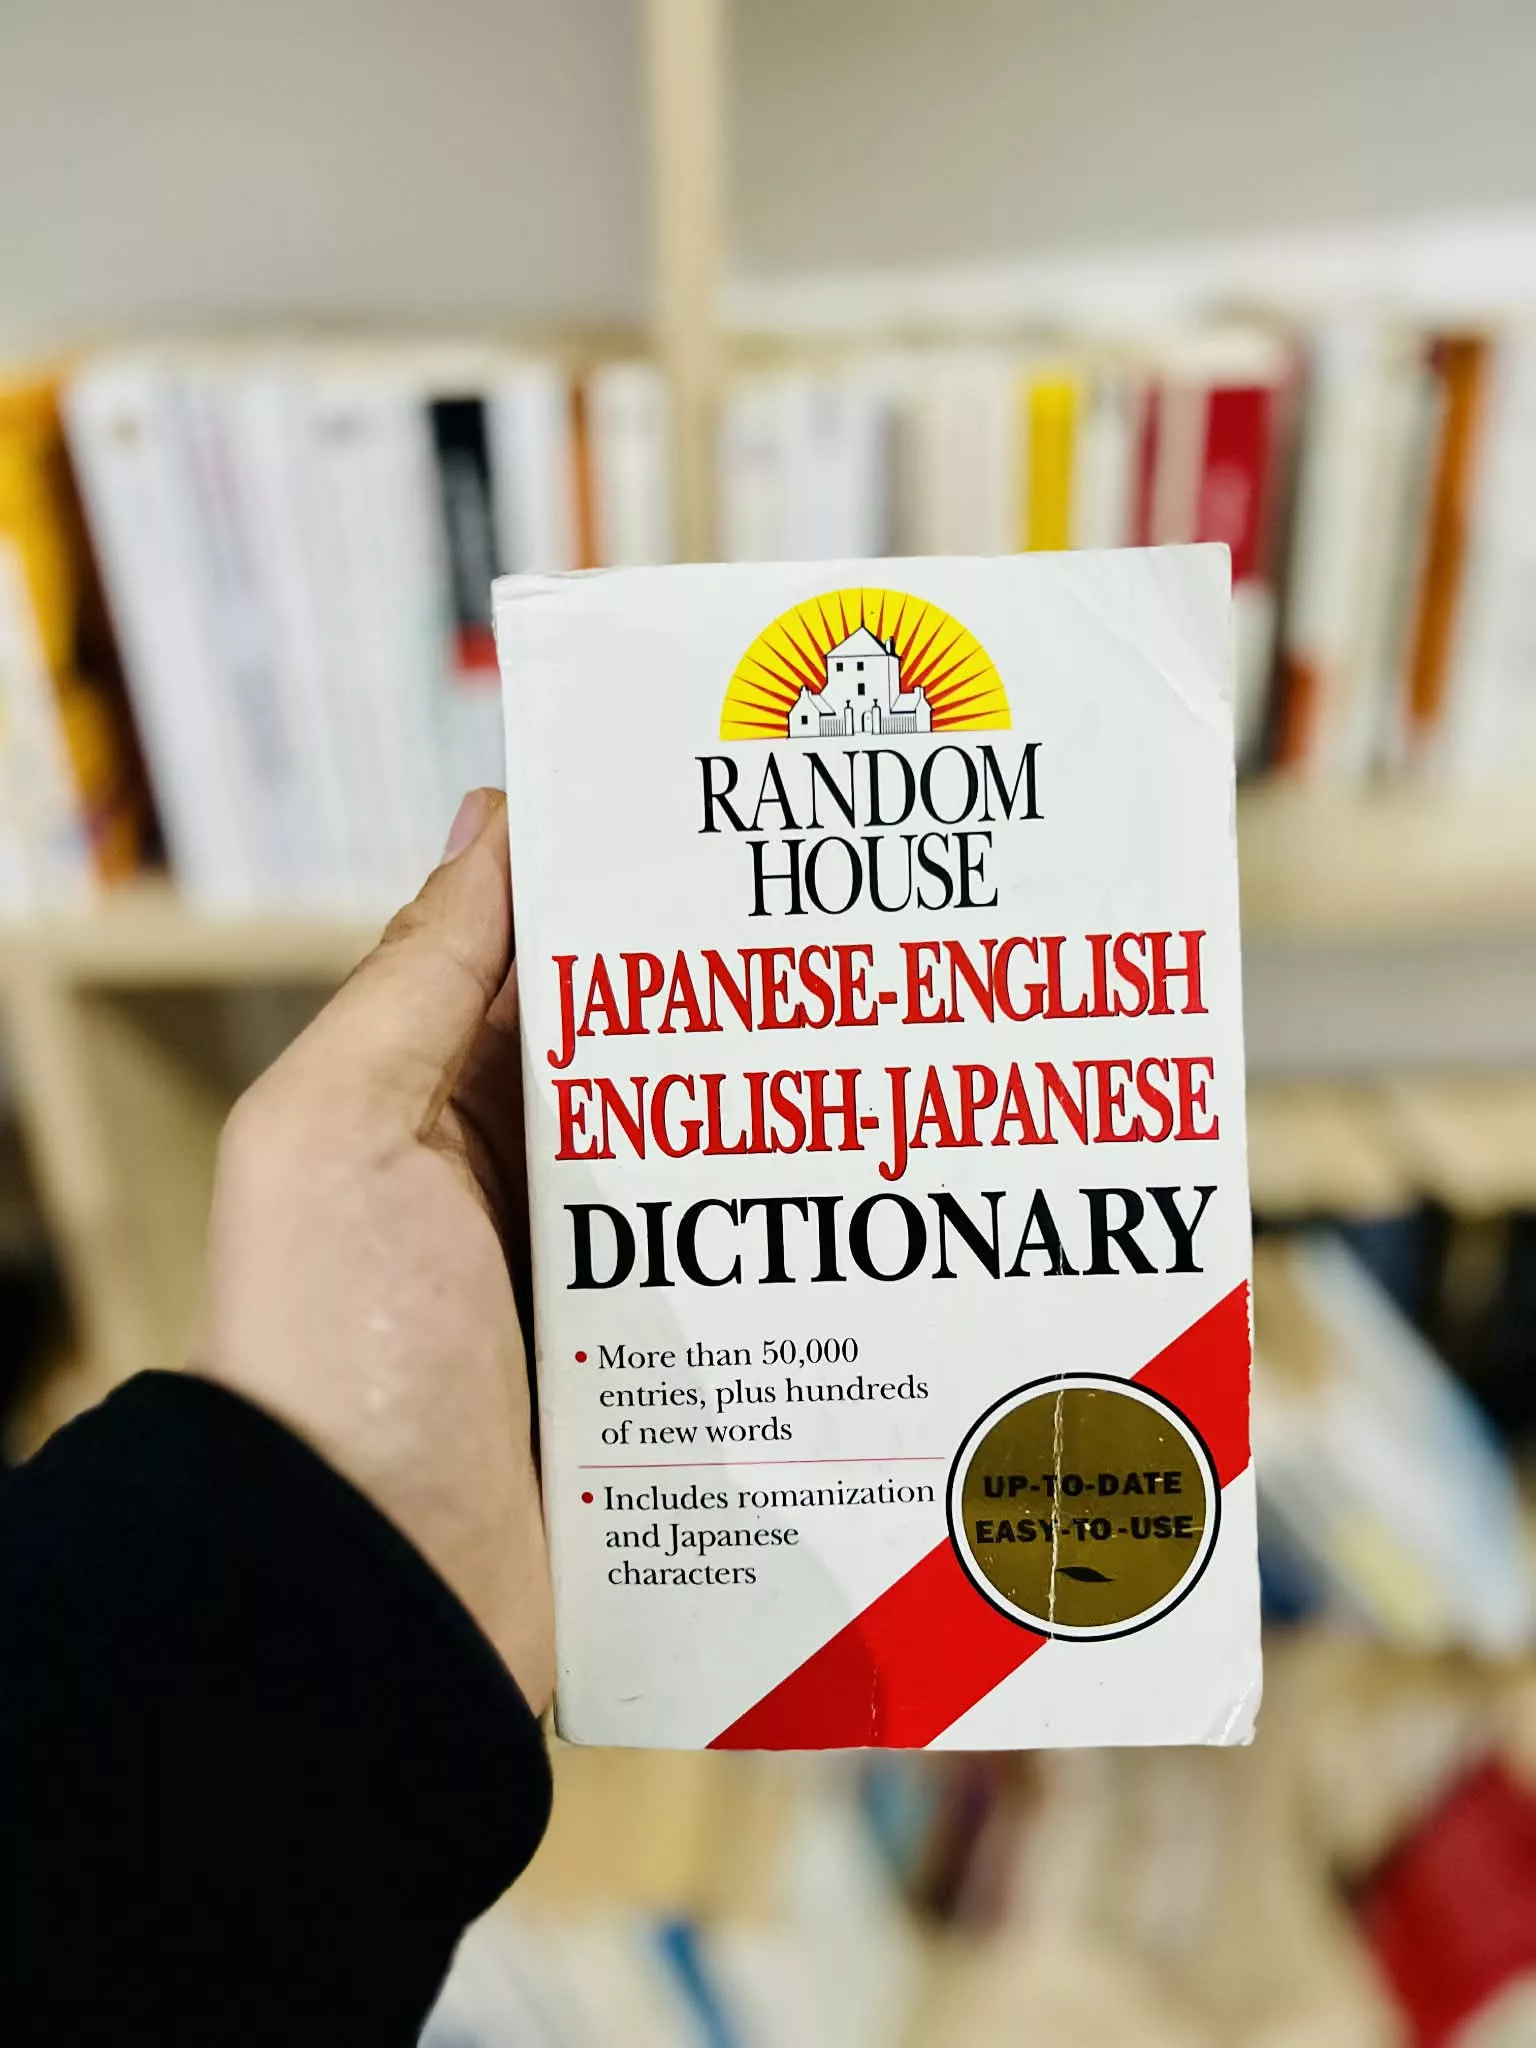 RANDOM
HOUSE
JAPANESE-ENGLISH
ENGLISH-JAPANESE
DICTIONARY
• More than 50,000
entries, plus hundreds
of new words
• Includes romanization
and Japanese
characters
UP-TO-DATE
EASY-TO-USE